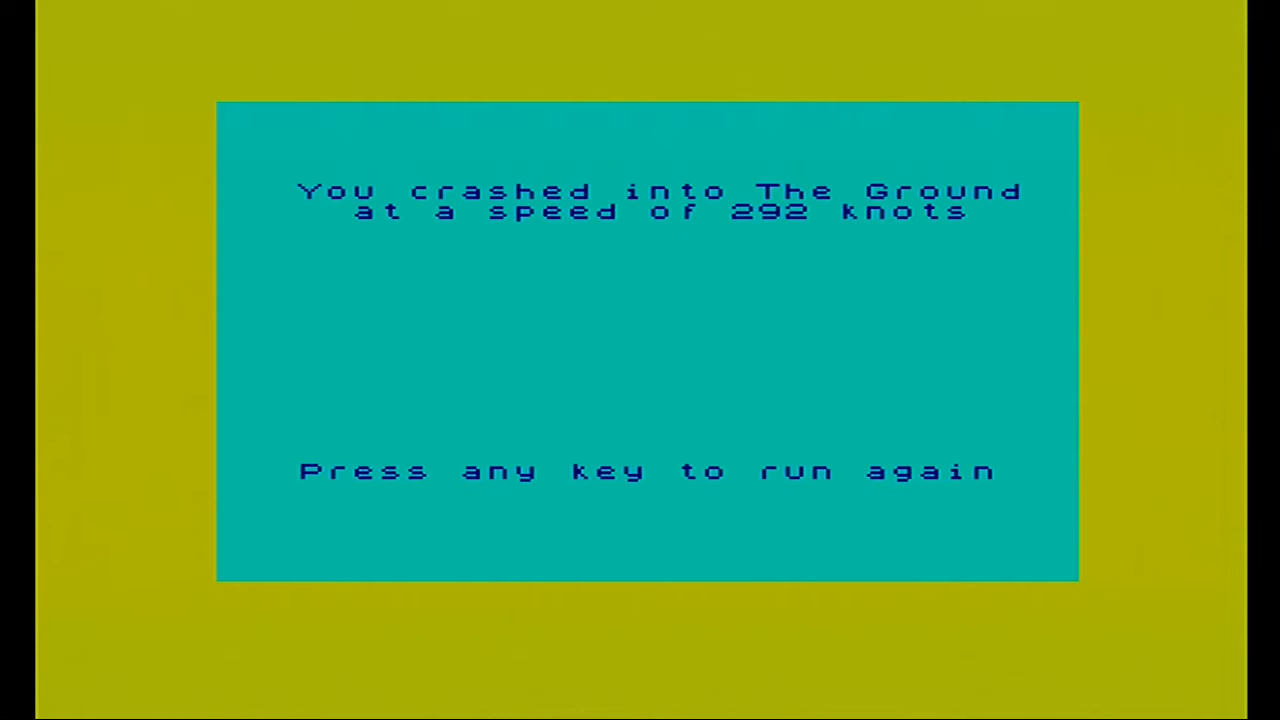 You crashed into The Ground
at a speed of 292 knots
Press any key to run again